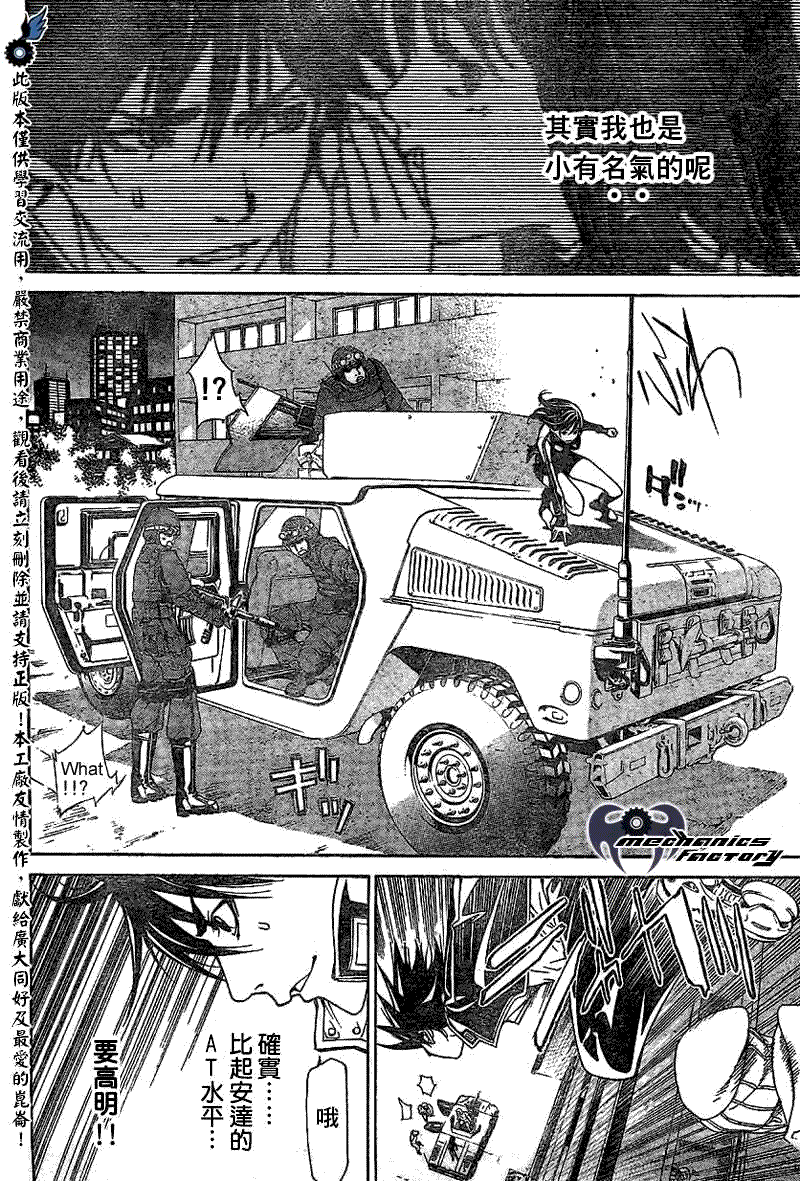 其實我也是
小有名氣的呢
!?
What
!!?
mechanics
factory
哦
確實……
比起安達的
AT水平…
要高明!!
此版本僅供學習交流用，嚴禁商業用途，觀看後請立刻刪除並請支持正版！本工廠友情製作，獻給廣大同好及最愛的崑崙！